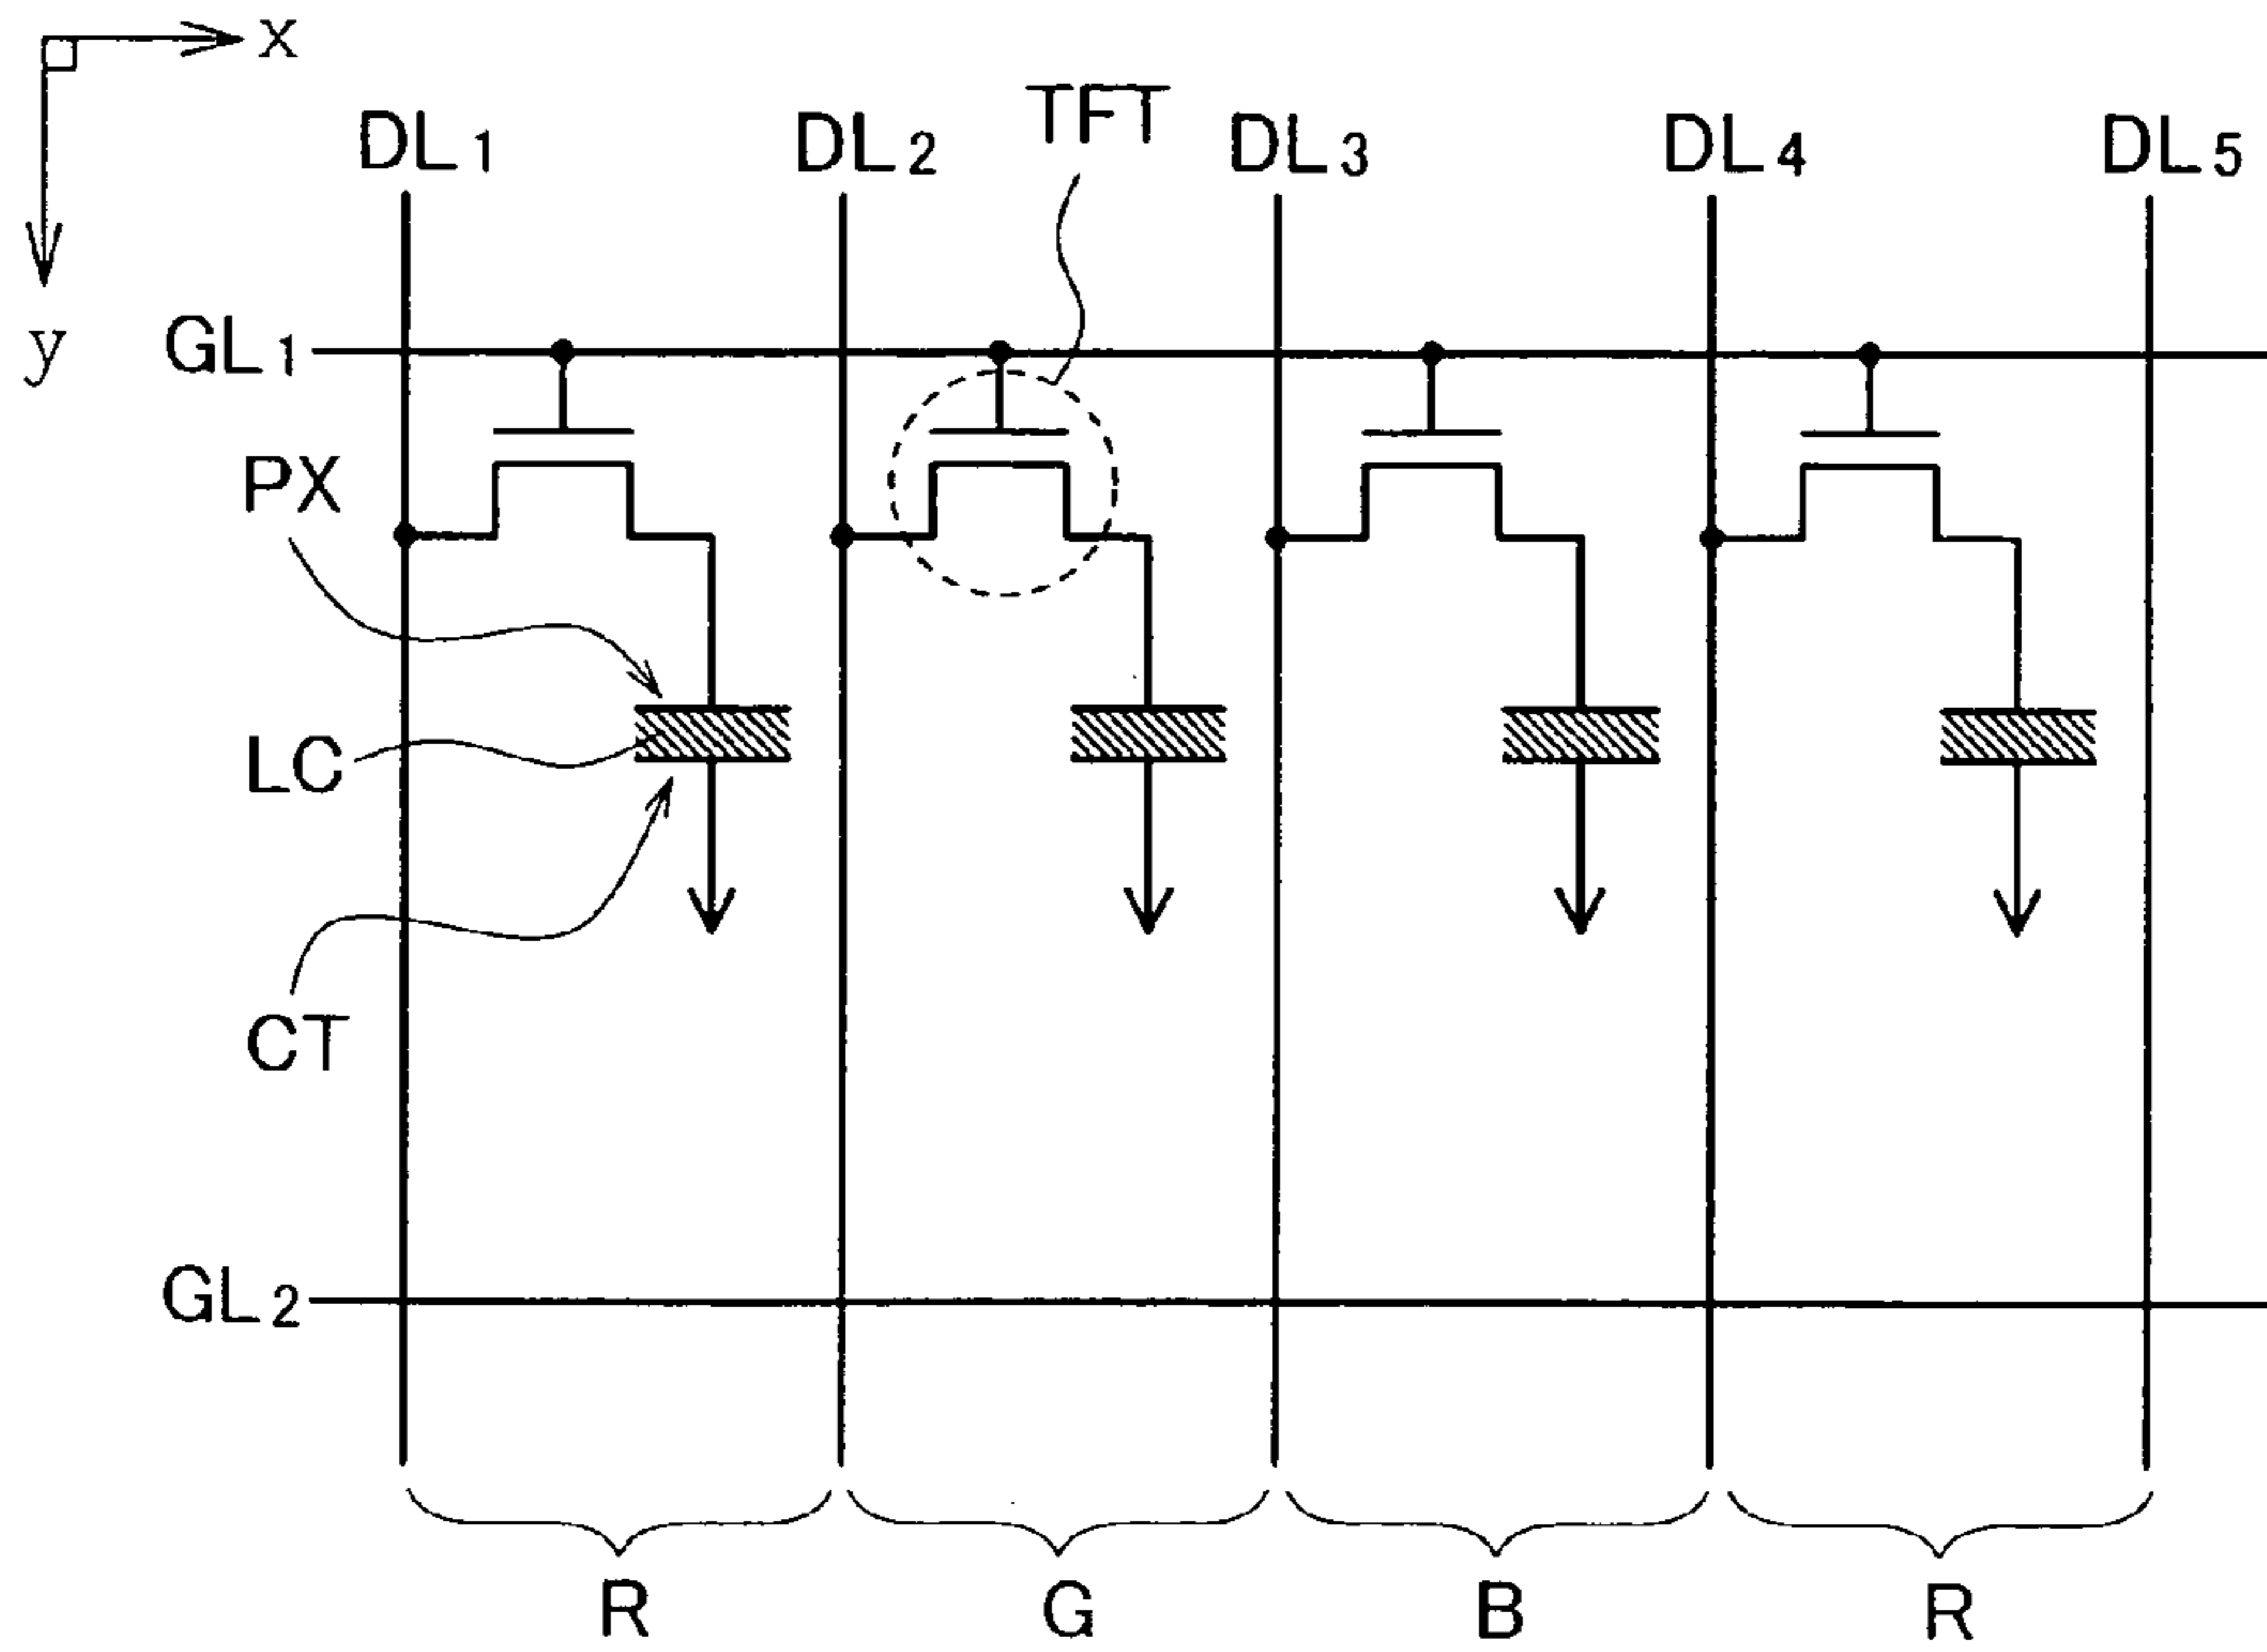 x
y
TFT
DL1 DL2 DL3 DL4 DL5
GL1
PX
LC
CT
GL2
R G B R